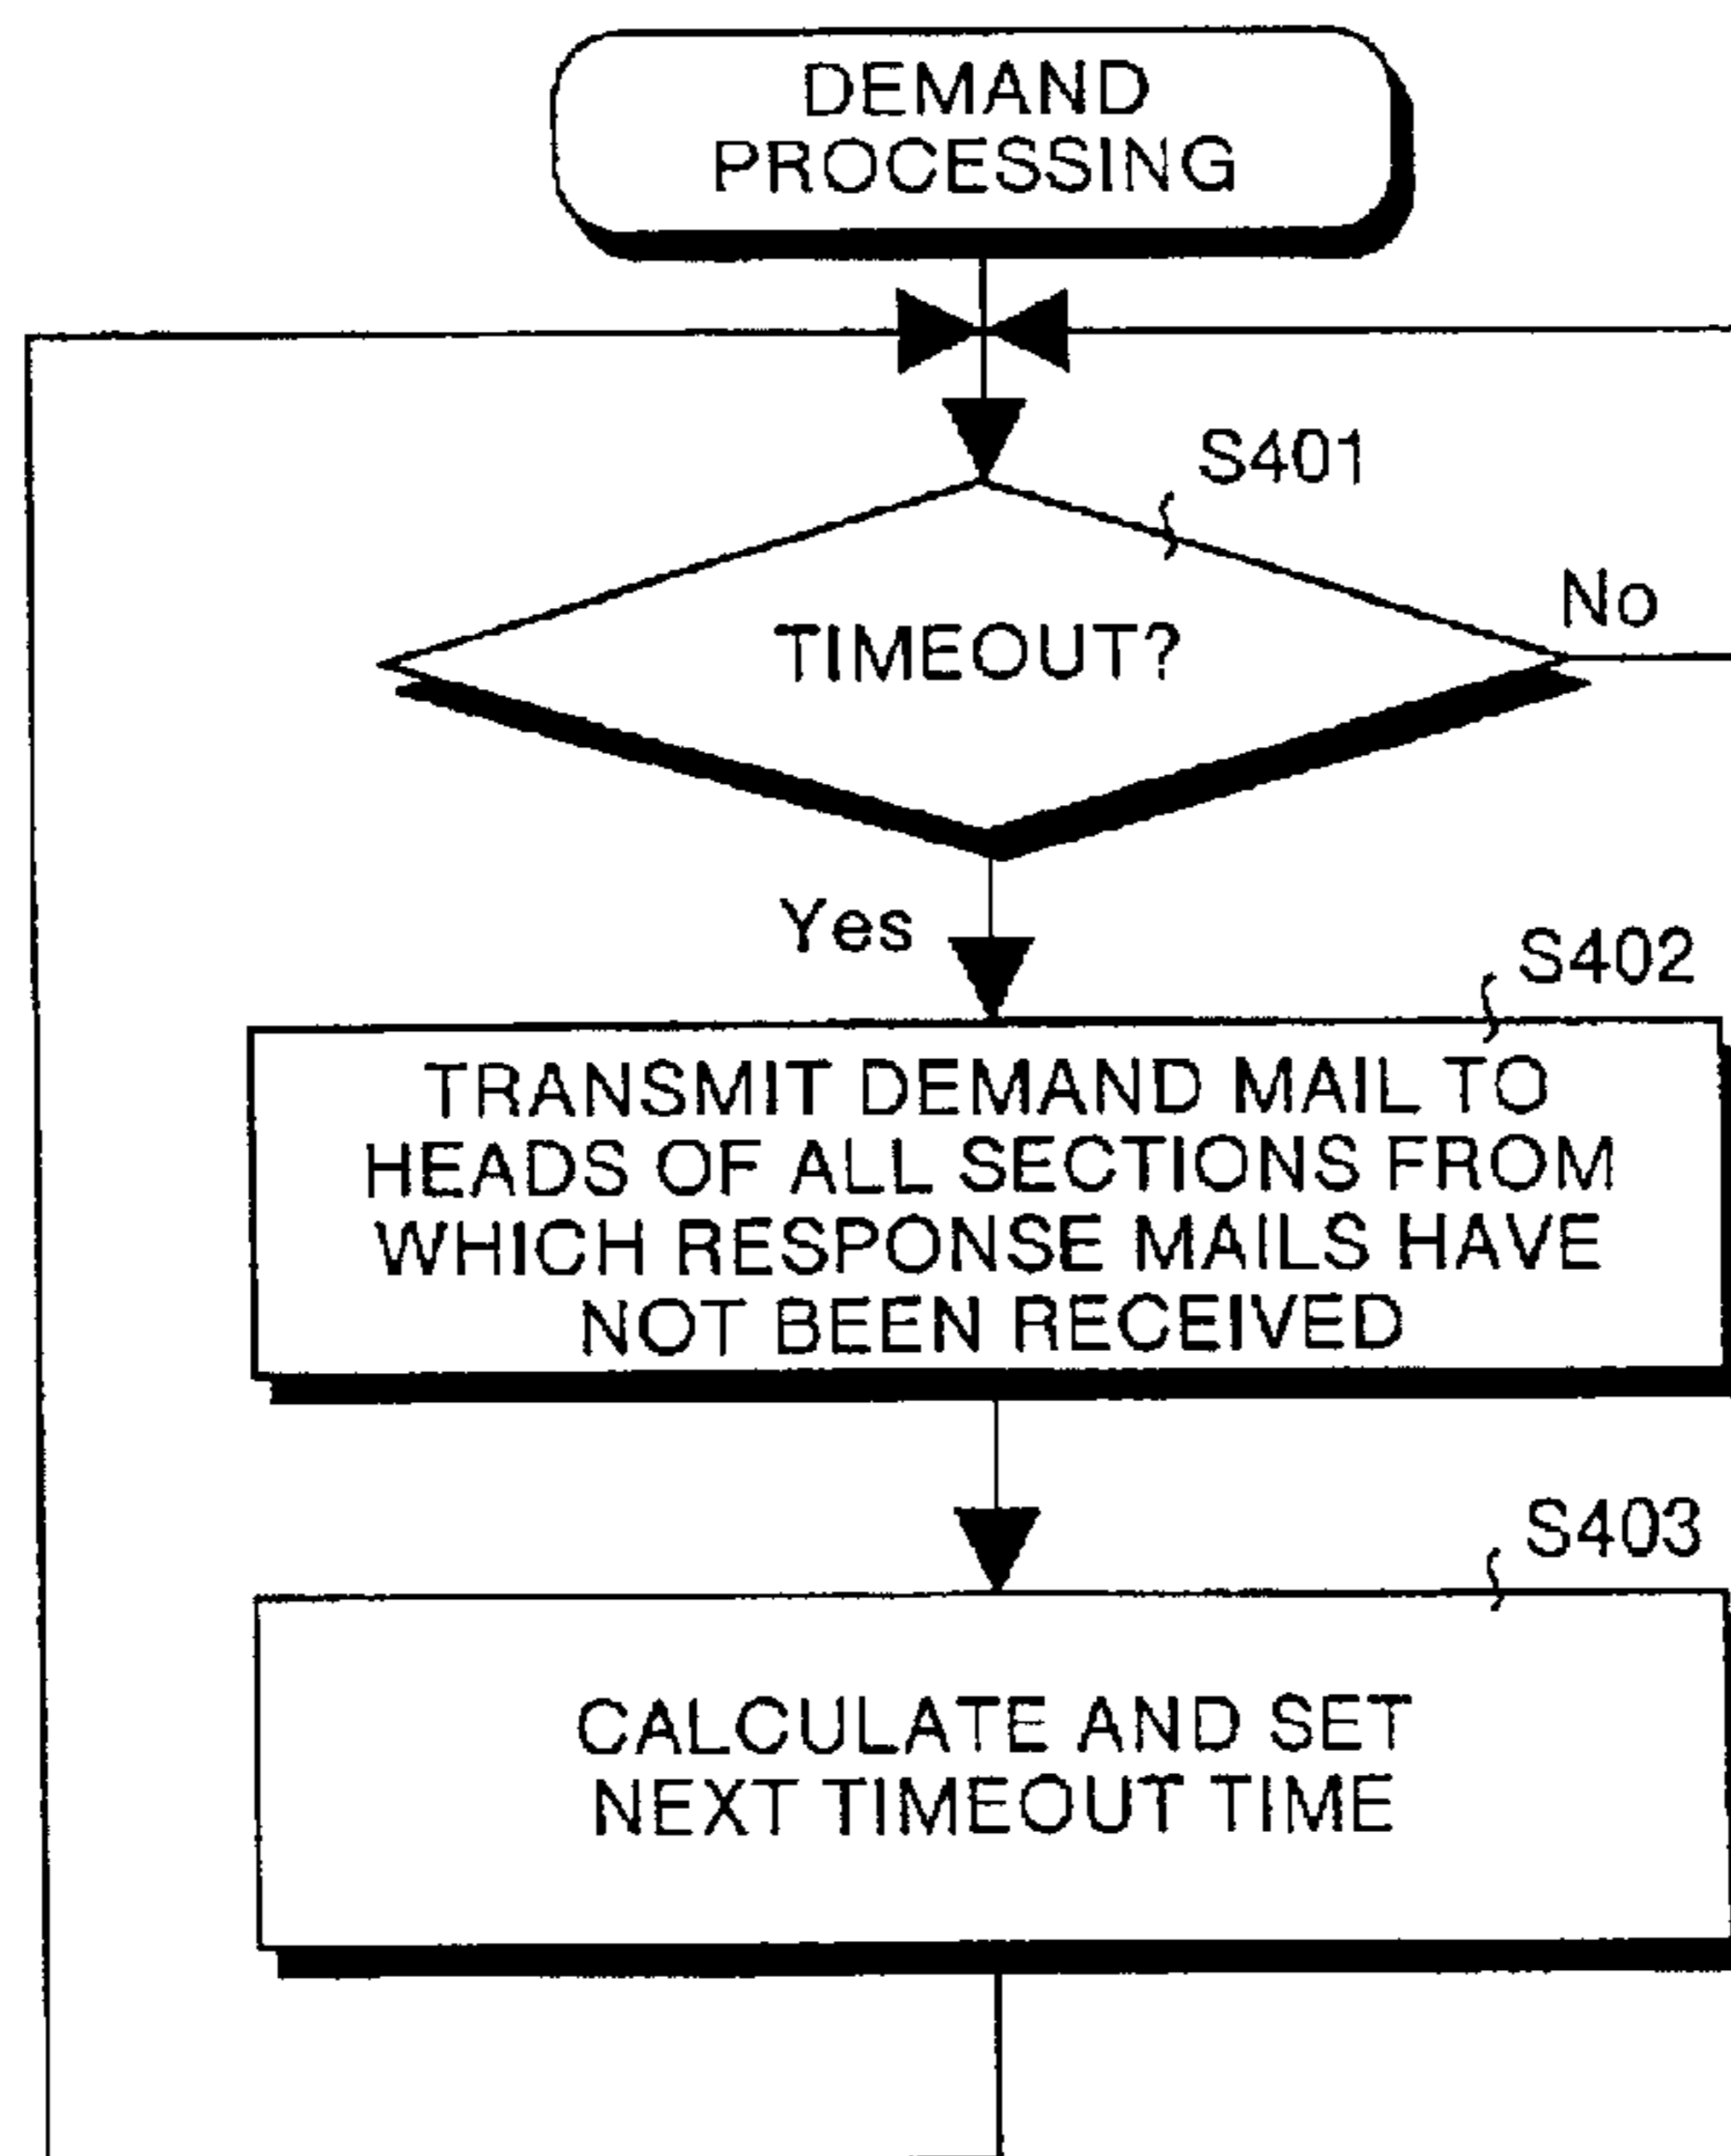 DEMAND
PROCESSING
S401
TIMEOUT?
No
Yes
S402
TRANSMIT DEMAND MAIL TO
HEADS OF ALL SECTIONS FROM
WHICH RESPONSE MAILS HAVE
NOT BEEN RECEIVED
S403
CALCULATE AND SET
NEXT TIMEOUT TIME